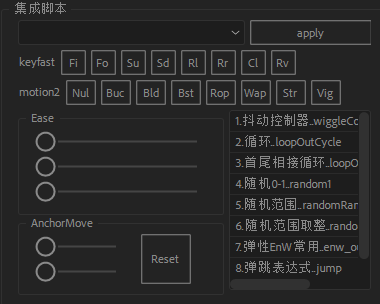 集成脚本
apply
keyfast Fi Fo Su Sd Rl Rr Cl Rv
motion2 Nul Buc Bld Bst Rop Wap Str Vig
Ease
1.抖动控制器..wiggleCo
2.循环..loopOutCycle
3.首尾相接循环..loopO
4.随机0-1..random1
5.随机范围..randomRan
6.随机范围取整..rando
7.弹性EnW常用..enw_ou
8.弹跳表达式..jump
AnchorMove
Reset